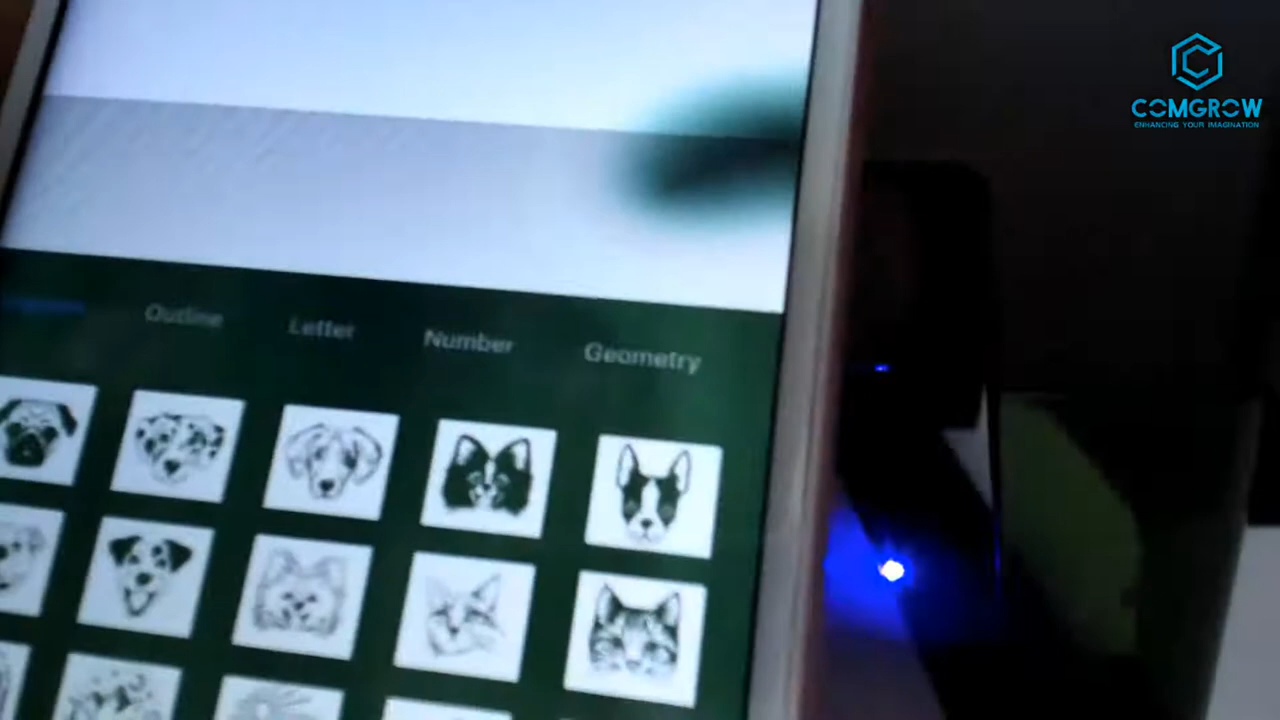 COMGROW
ENHANCING YOUR IMAGINATION
Outline
Letter
Number
Geometry